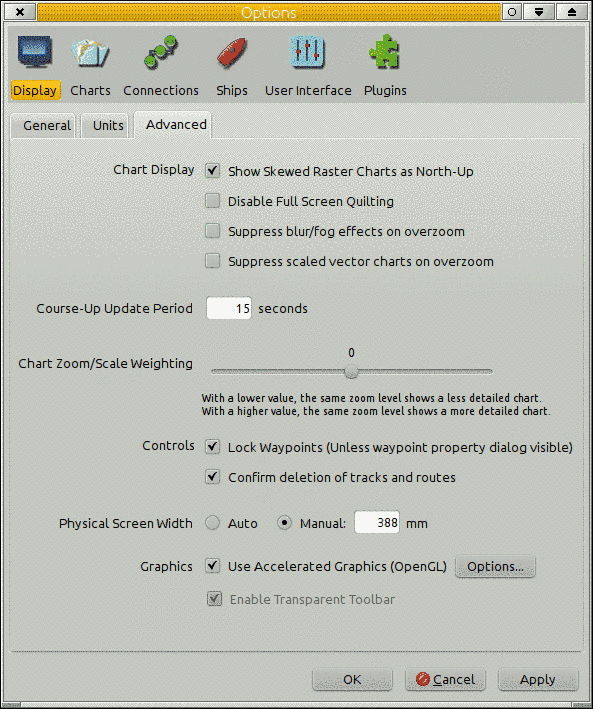 Options
Display Charts Connections Ships User Interface Plugins
General Units Advanced
Chart Display Show Skewed Raster Charts as North-Up
Disable Full Screen Quilting
Suppress blur/fog effects on overzoom
Suppress scaled vector charts on overzoom
Course-Up Update Period 15 seconds
0
Chart Zoom/Scale Weighting
With a lower value, the same zoom level shows a less detailed chart.
With a higher value, the same zoom level shows a more detailed chart.
Controls Lock Waypoints (Unless waypoint property dialog visible)
Confirm deletion of tracks and routes
Physical Screen Width Auto Manual: 388 mm
Graphics Use Accelerated Graphics (OpenGL) Options...
Enable Transparent Toolbar
OK Cancel Apply